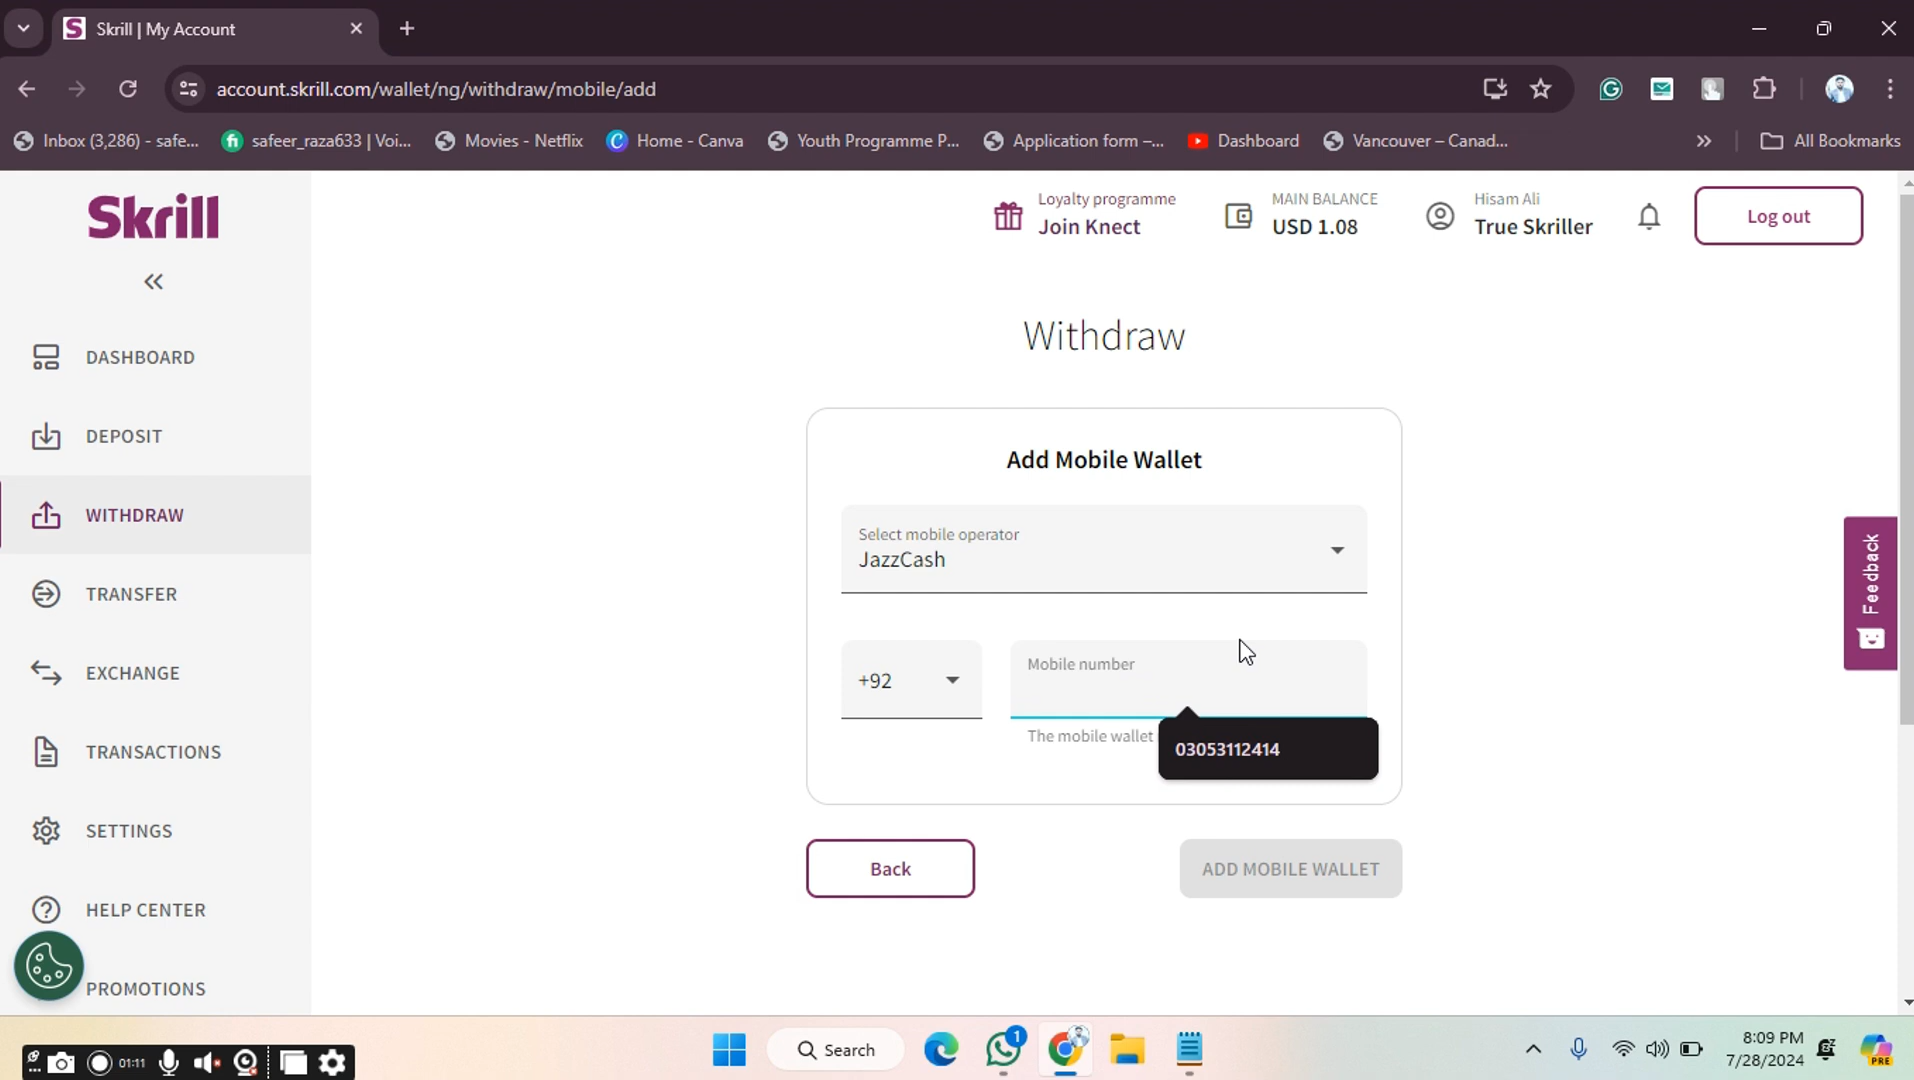 Skrill | My Account
account.skrill.com/wallet/ng/withdraw/mobile/add
Inbox (3,286) - safe...
safeer_raza633 | Voi...
Movies - Netflix
Home - Canva
Youth Programme P...
Application form –...
Dashboard
Vancouver – Canad...
All Bookmarks
Skrill
Loyalty programme
Join Knect
MAIN BALANCE
USD 1.08
Hisam Ali
True Skriller
Log out
DASHBOARD
DEPOSIT
WITHDRAW
TRANSFER
EXCHANGE
TRANSACTIONS
SETTINGS
HELP CENTER
PROMOTIONS
Withdraw
Add Mobile Wallet
Select mobile operator
JazzCash
+92
Mobile number
The mobile wallet
03053112414
Back
ADD MOBILE WALLET
Feedback
01:11
Search
1
8:09 PM
7/28/2024
PRE